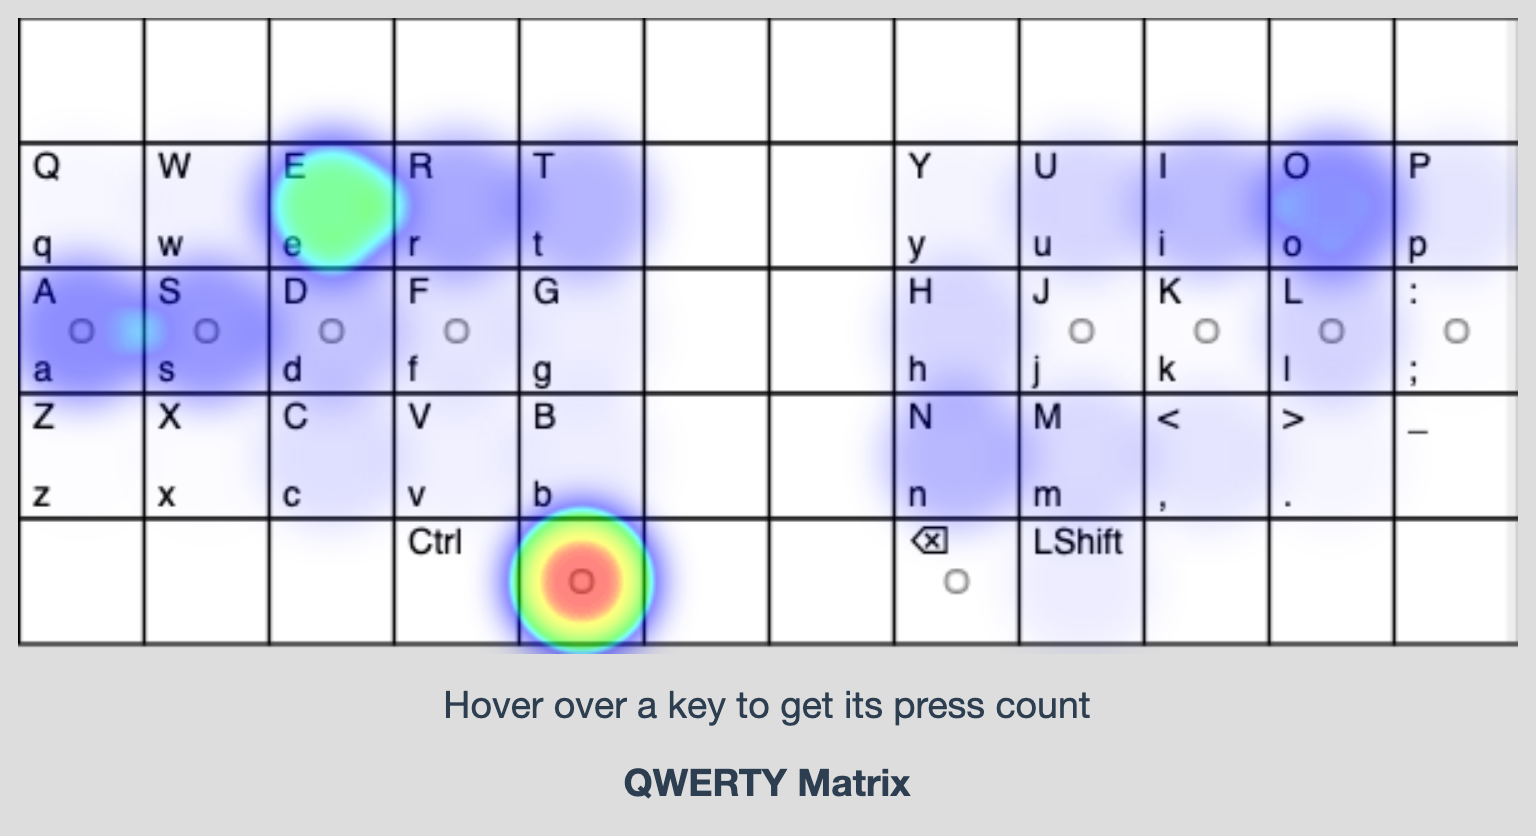 Q W E R T Y U I O P
q w e r t y u i o p
A S D F G H J K L :
a s d f g h j k l ;
Z X C V B N M < > _
z x c v b n m , .
Ctrl ⌫ LShift
Hover over a key to get its press count
QWERTY Matrix